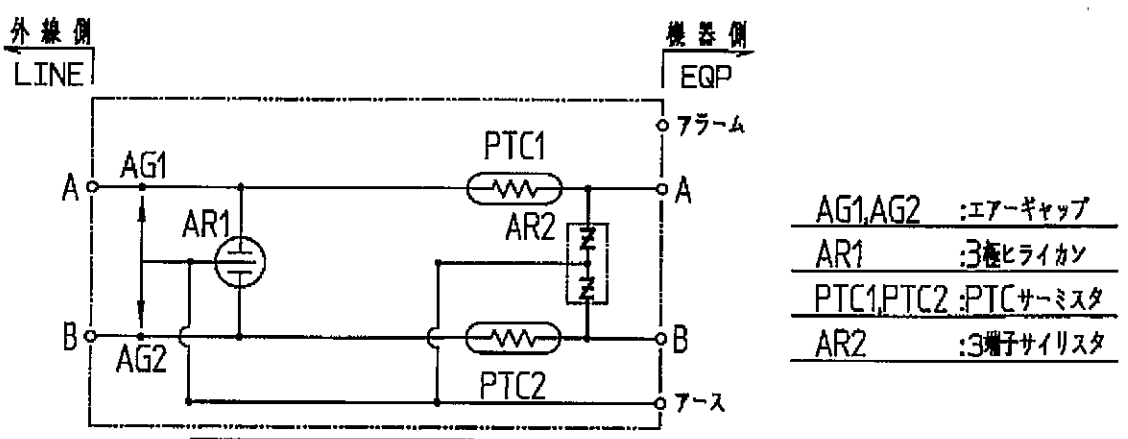 外線側
LINE
機器側
EQP
アラーム
PTC1
AG1
A
A
AR1
AR2
B
B
AG2
PTC2
アース
AG1,AG2 :エアーギャップ
AR1 :3極ヒライカン
PTC1,PTC2 :PTCサーミスタ
AR2 :3端子サイリスタ